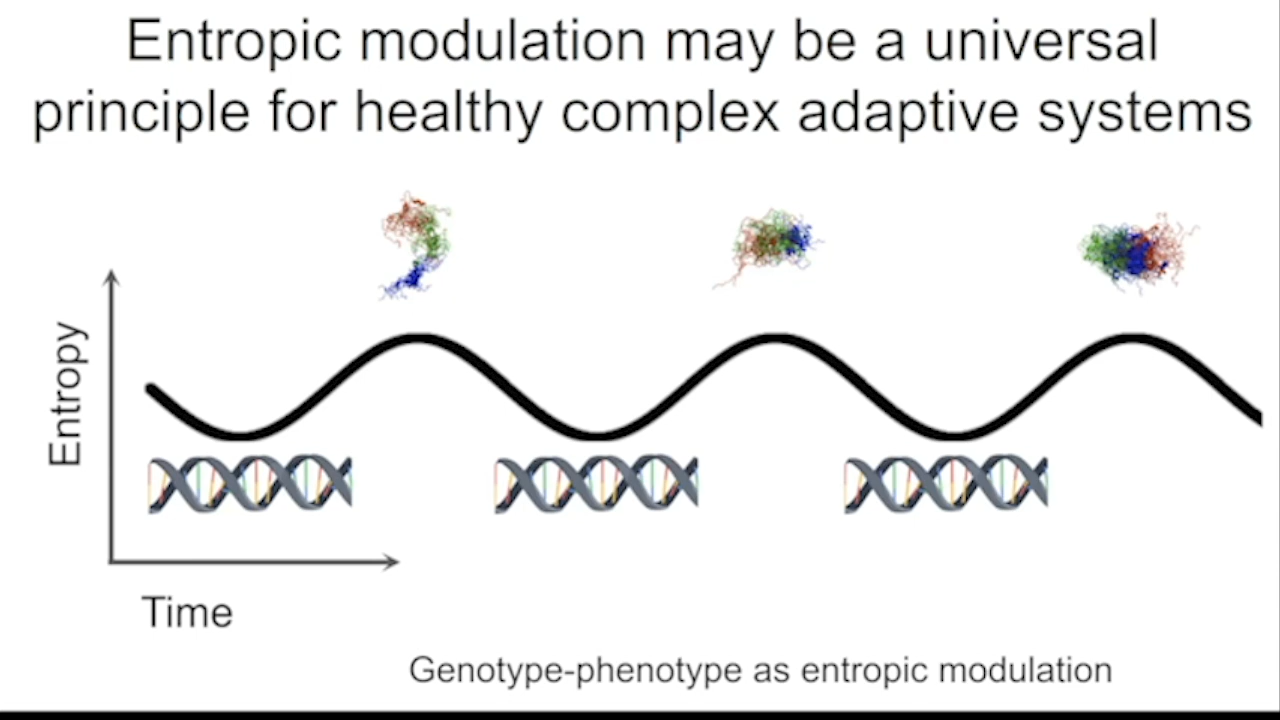 Entropic modulation may be a universal
principle for healthy complex adaptive systems
Entropy
Time
Genotype-phenotype as entropic modulation